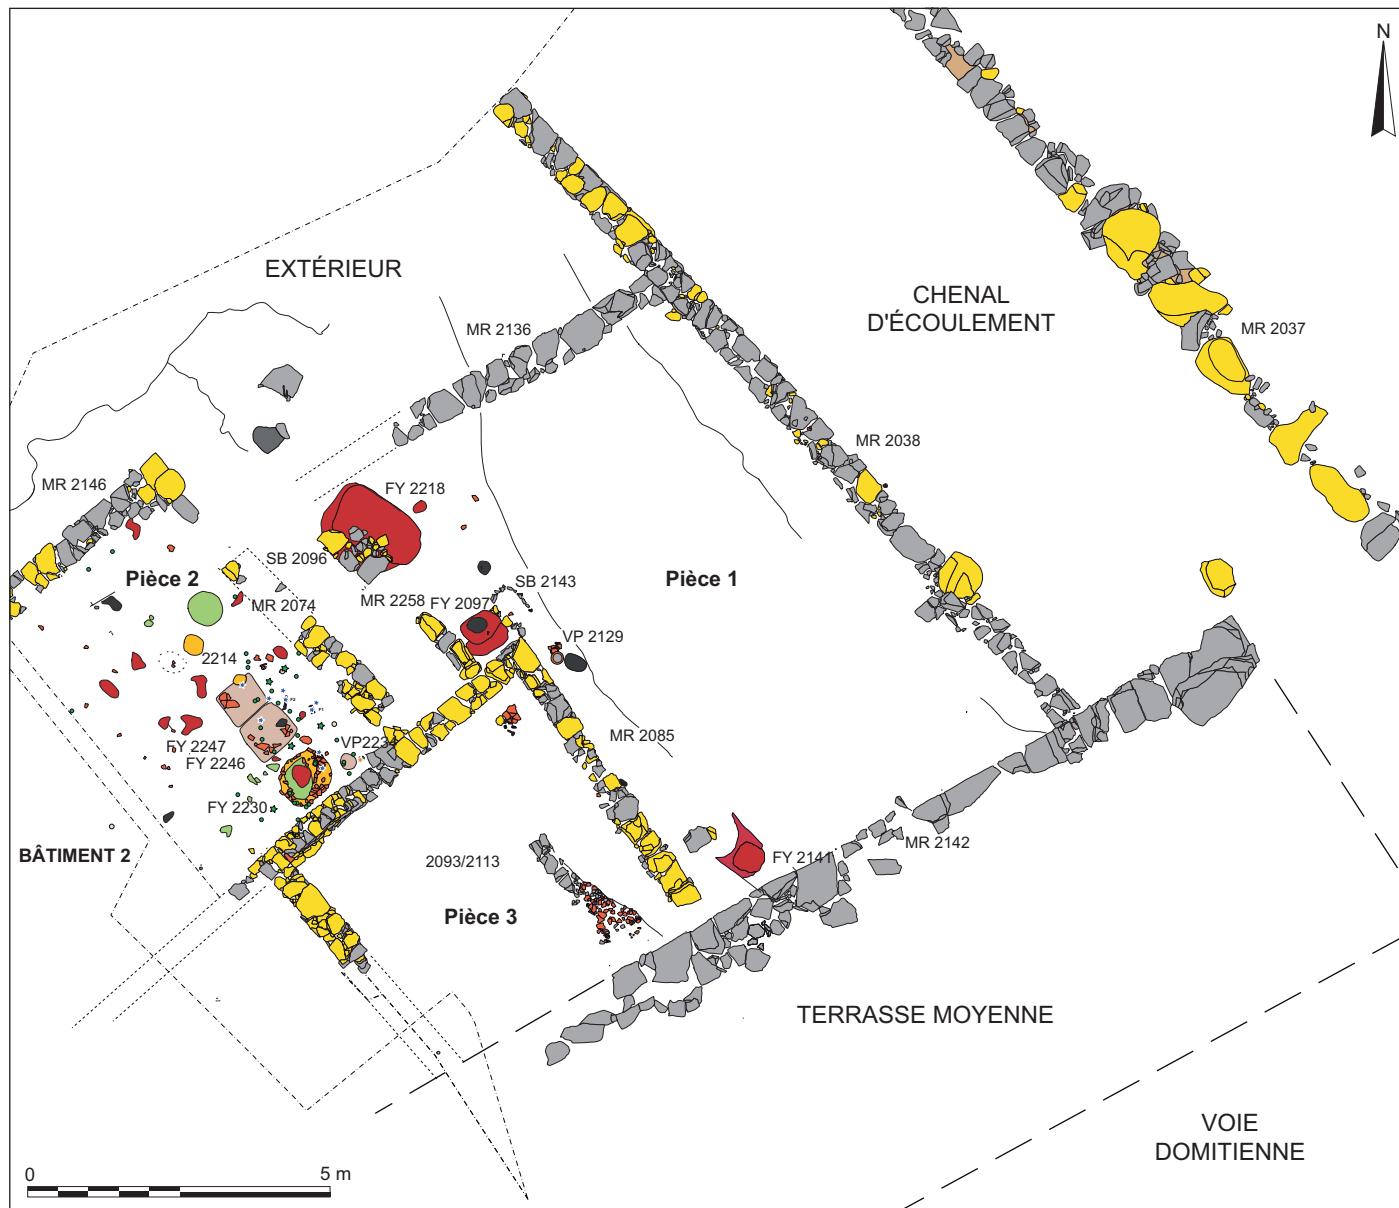 N
EXTÉRIEUR
CHENAL
D'ÉCOULEMENT
MR 2136
MR 2037
MR 2038
MR 2146
FY 2218
SB 2096
Pièce 2
Pièce 1
SB 2143
MR 2258
FY 2097
MR 2074
VP 2129
2214
MR 2085
FY 2247
VP2234
FY 2246
FY 2230
BÂTIMENT 2
2093/2113
FY 2141
MR 2142
Pièce 3
TERRASSE MOYENNE
VOIE
DOMITIENNE
0
5 m